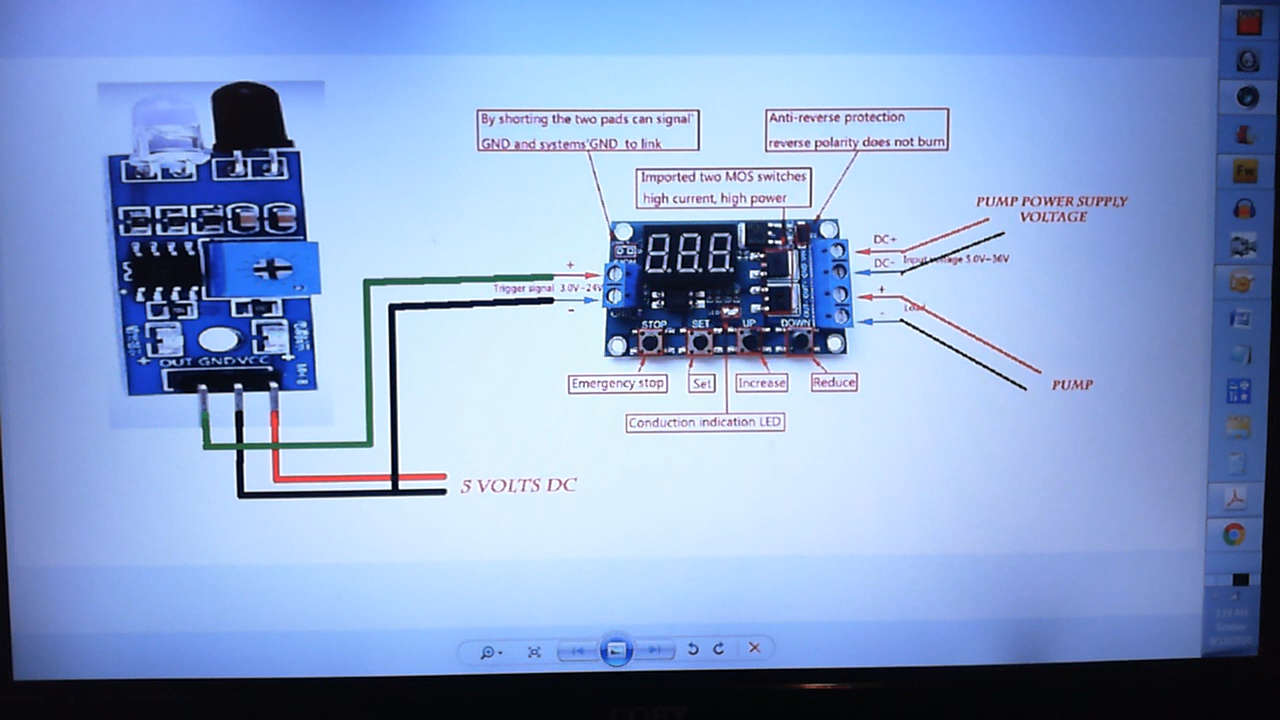 By shorting the two pads can signal'
GND and systems'GND to link
Anti-reverse protection
reverse polarity does not burn
Imported two MOS switches
high current, high power
PUMP POWER SUPPLY
VOLTAGE
DC+
DC-
Input voltage 5.0V~36V
+
Trigger signal 3.0V~24V
-
+
Load
-
STOP SET UP DOWN
Emergency stop
Set
Increase
Reduce
PUMP
Conduction indication LED
OUT GND VCC
5 VOLTS DC
Fw
Sunday